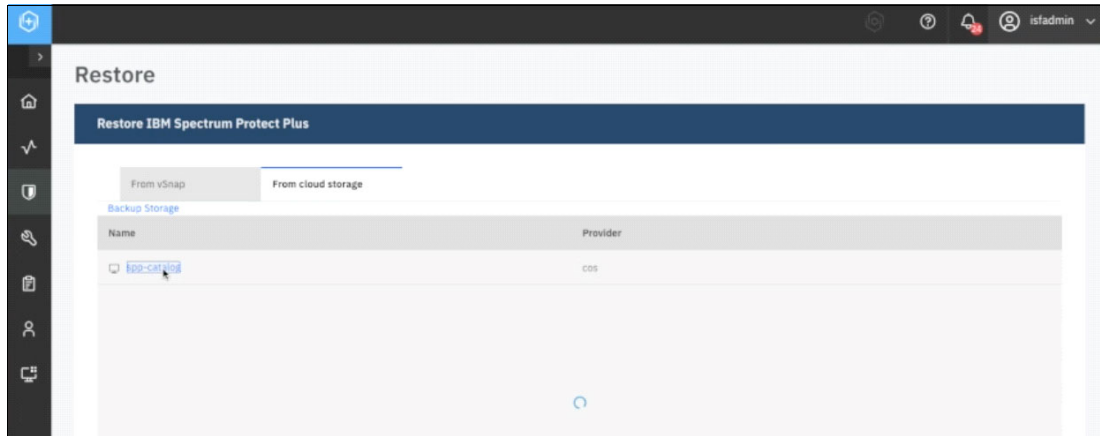 24
isfadmin
Restore
Restore IBM Spectrum Protect Plus
From vSnap From cloud storage
Backup Storage
Name Provider
spp-catalog cos